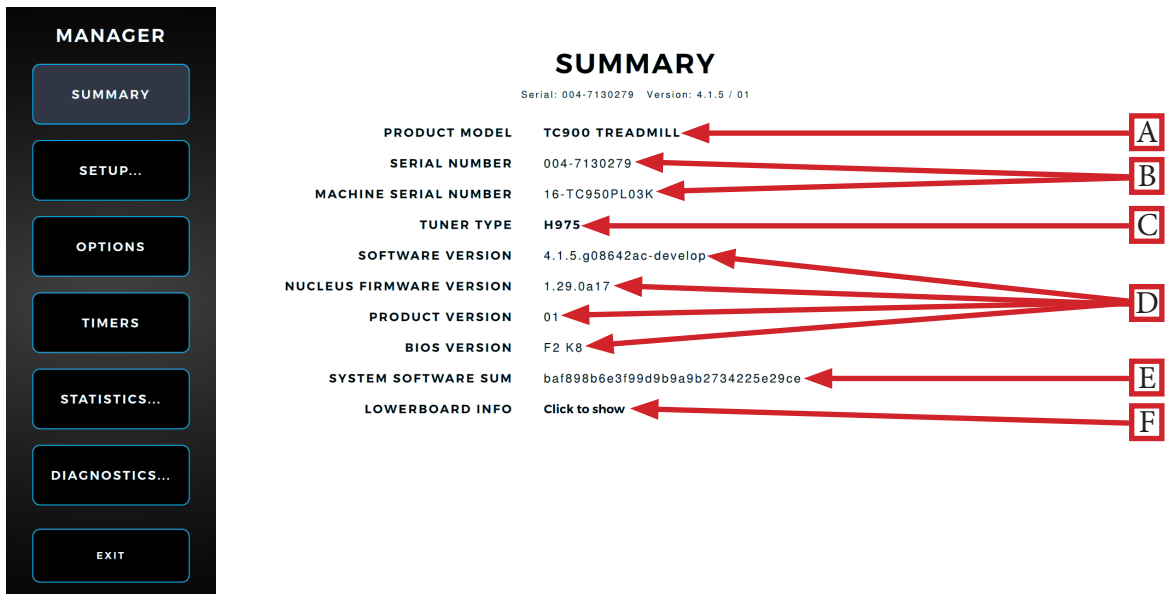 MANAGER
SUMMARY
SETUP...
OPTIONS
TIMERS
STATISTICS...
DIAGNOSTICS...
EXIT
SUMMARY
Serial: 004-7130279 Version: 4.1.5 / 01
PRODUCT MODEL TC900 TREADMILL A
SERIAL NUMBER 004-7130279
B
MACHINE SERIAL NUMBER 16-TC950PL03K
TUNER TYPE H975 C
SOFTWARE VERSION 4.1.5.g08642ac-develop
NUCLEUS FIRMWARE VERSION 1.29.0a17
D
PRODUCT VERSION 01
BIOS VERSION F2 K8
SYSTEM SOFTWARE SUM baf898b6e3f99d9b9a9b2734225e29ce E
LOWERBOARD INFO Click to show F